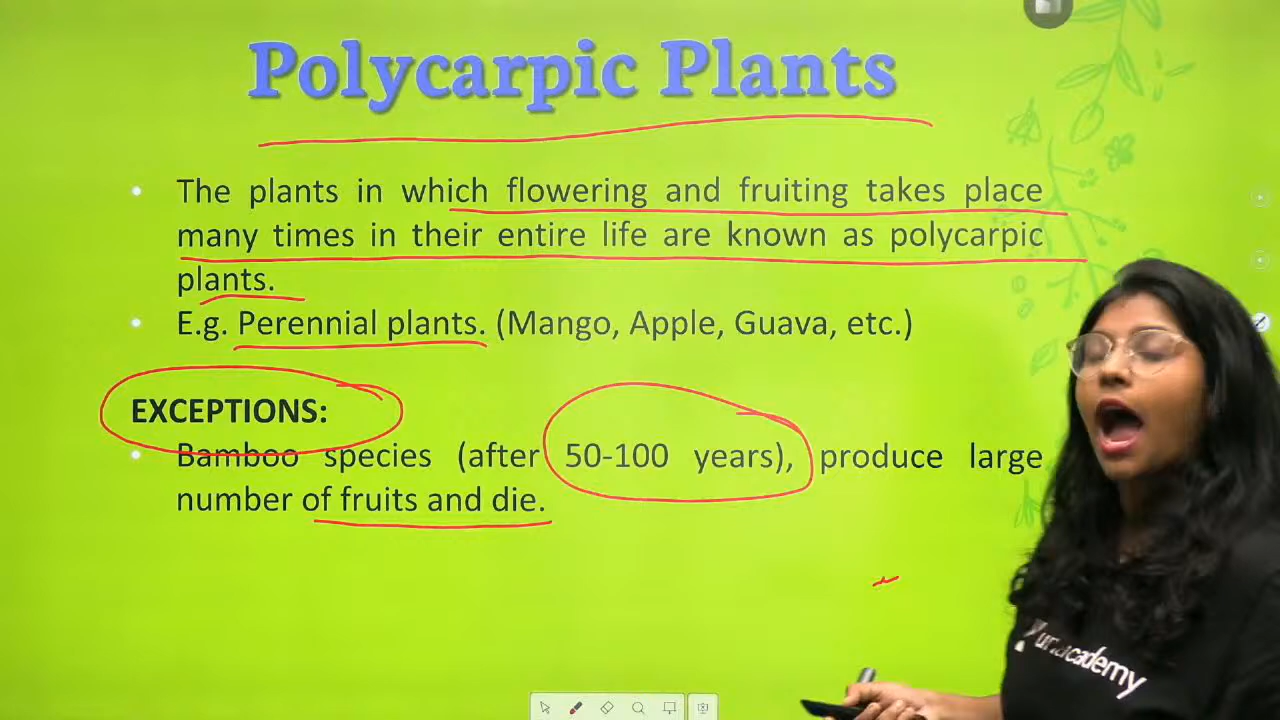 Polycarpic Plants
• The plants in which flowering and fruiting takes place
many times in their entire life are known as polycarpic
plants.
• E.g. Perennial plants. (Mango, Apple, Guava, etc.)
EXCEPTIONS:
• Bamboo species (after 50-100 years), produce large
number of fruits and die.
unacademy